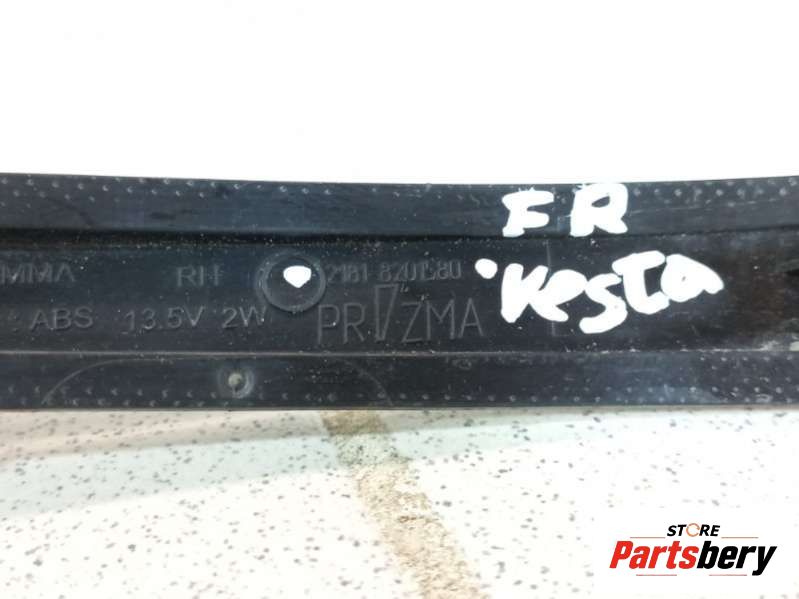 FR
Vesta
MMA RH 2181 8201580
ABS 13.5V 2W PRIZMA
STORE
Partsbery